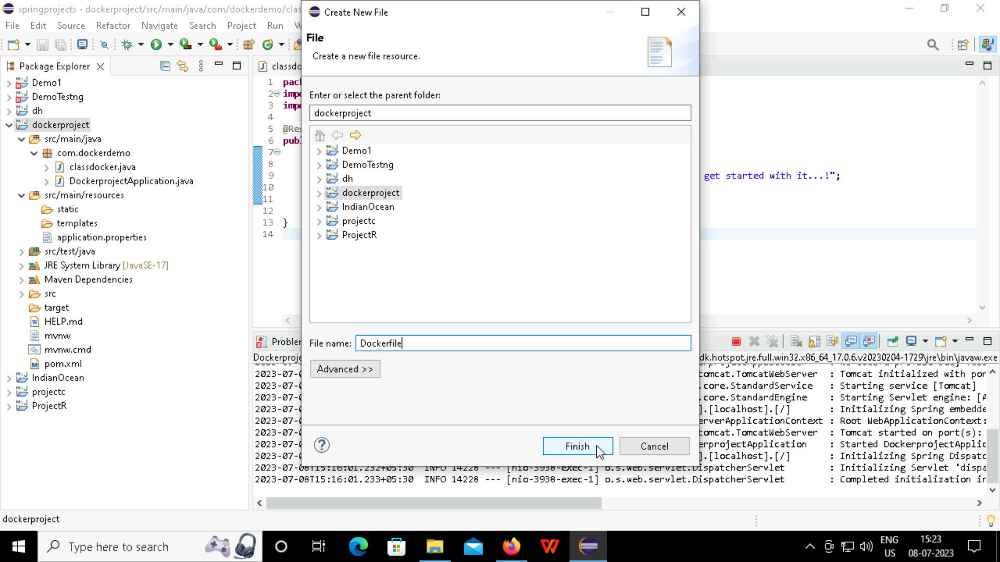 springprojects - dockerproject/src/main/java/com/dockerdemo/clas
File Edit Source Refactor Navigate Search Project Run W
Package Explorer
Demo1
DemoTestng
dh
dockerproject
src/main/java
com.dockerdemo
classdocker.java
DockerprojectApplication.java
src/main/resources
static
templates
application.properties
src/test/java
JRE System Library [JavaSE-17]
Maven Dependencies
src
target
HELP.md
mvnw
mvnw.cmd
pom.xml
IndianOcean
projectc
ProjectR
classdo
1 pack
2 impo
3 impo
4
5 @Res
6 publ
7
8
9 get started with it...!";
10
11
12
13 }
14
Create New File
File
Create a new file resource.
Enter or select the parent folder:
dockerproject
Demo1
DemoTestng
dh
dockerproject
IndianOcean
projectc
ProjectR
File name: Dockerfile
Advanced >>
Finish Cancel
Problem
Dockerproje dk.hotspot.jre.full.win32.x86_64_17.0.6.v20230204-1729\jre\bin\javaw.exe
2023-07-0 tomcat.TomcatWebServer : Tomcat initialized with por
2023-07-0 .core.StandardService : Starting service [Tomcat]
2023-07-0 .core.StandardEngine : Starting Servlet engine: [A
2023-07-0 ].[localhost].[/] : Initializing Spring embedde
2023-07-0 erverApplicationContext : Root WebApplicationContext:
2023-07-0 tomcat.TomcatWebServer : Tomcat started on port(s):
2023-07-0 erprojectApplication : Started DockerprojectApplic
2023-07-0 ].[localhost].[/] : Initializing Spring Dispatc
2023-07-08T15:16:01.232+05:30 INFO 14228 --- [nio-3938-exec-1] o.s.web.servlet.DispatcherServlet : Initializing Servlet 'dispa
2023-07-08T15:16:01.233+05:30 INFO 14228 --- [nio-3938-exec-1] o.s.web.servlet.DispatcherServlet : Completed initialization in
dockerproject
Type here to search
ENG
US
15:23
08-07-2023